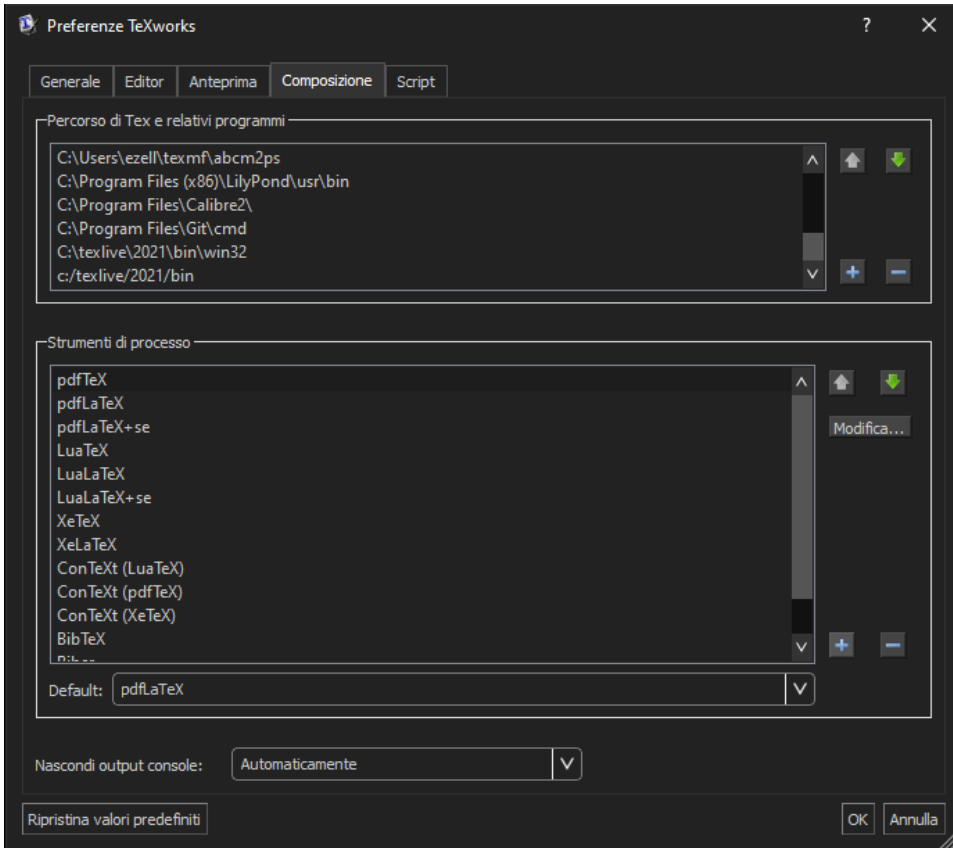 Preferenze TeXworks
?
Generale Editor Anteprima Composizione Script
Percorso di Tex e relativi programmi
C:\Users\ezell\texmf\abcm2ps
C:\Program Files (x86)\LilyPond\usr\bin
C:\Program Files\Calibre2\
C:\Program Files\Git\cmd
C:\texlive\2021\bin\win32
c:/texlive/2021/bin
Strumenti di processo
pdfTeX
pdfLaTeX
Modifica...
pdfLaTeX+se
LuaTeX
LuaLaTeX
LuaLaTeX+se
XeTeX
XeLaTeX
ConTeXt (LuaTeX)
ConTeXt (pdfTeX)
ConTeXt (XeTeX)
BibTeX
Default: pdfLaTeX
Nascondi output console: Automaticamente
Ripristina valori predefiniti OK Annulla